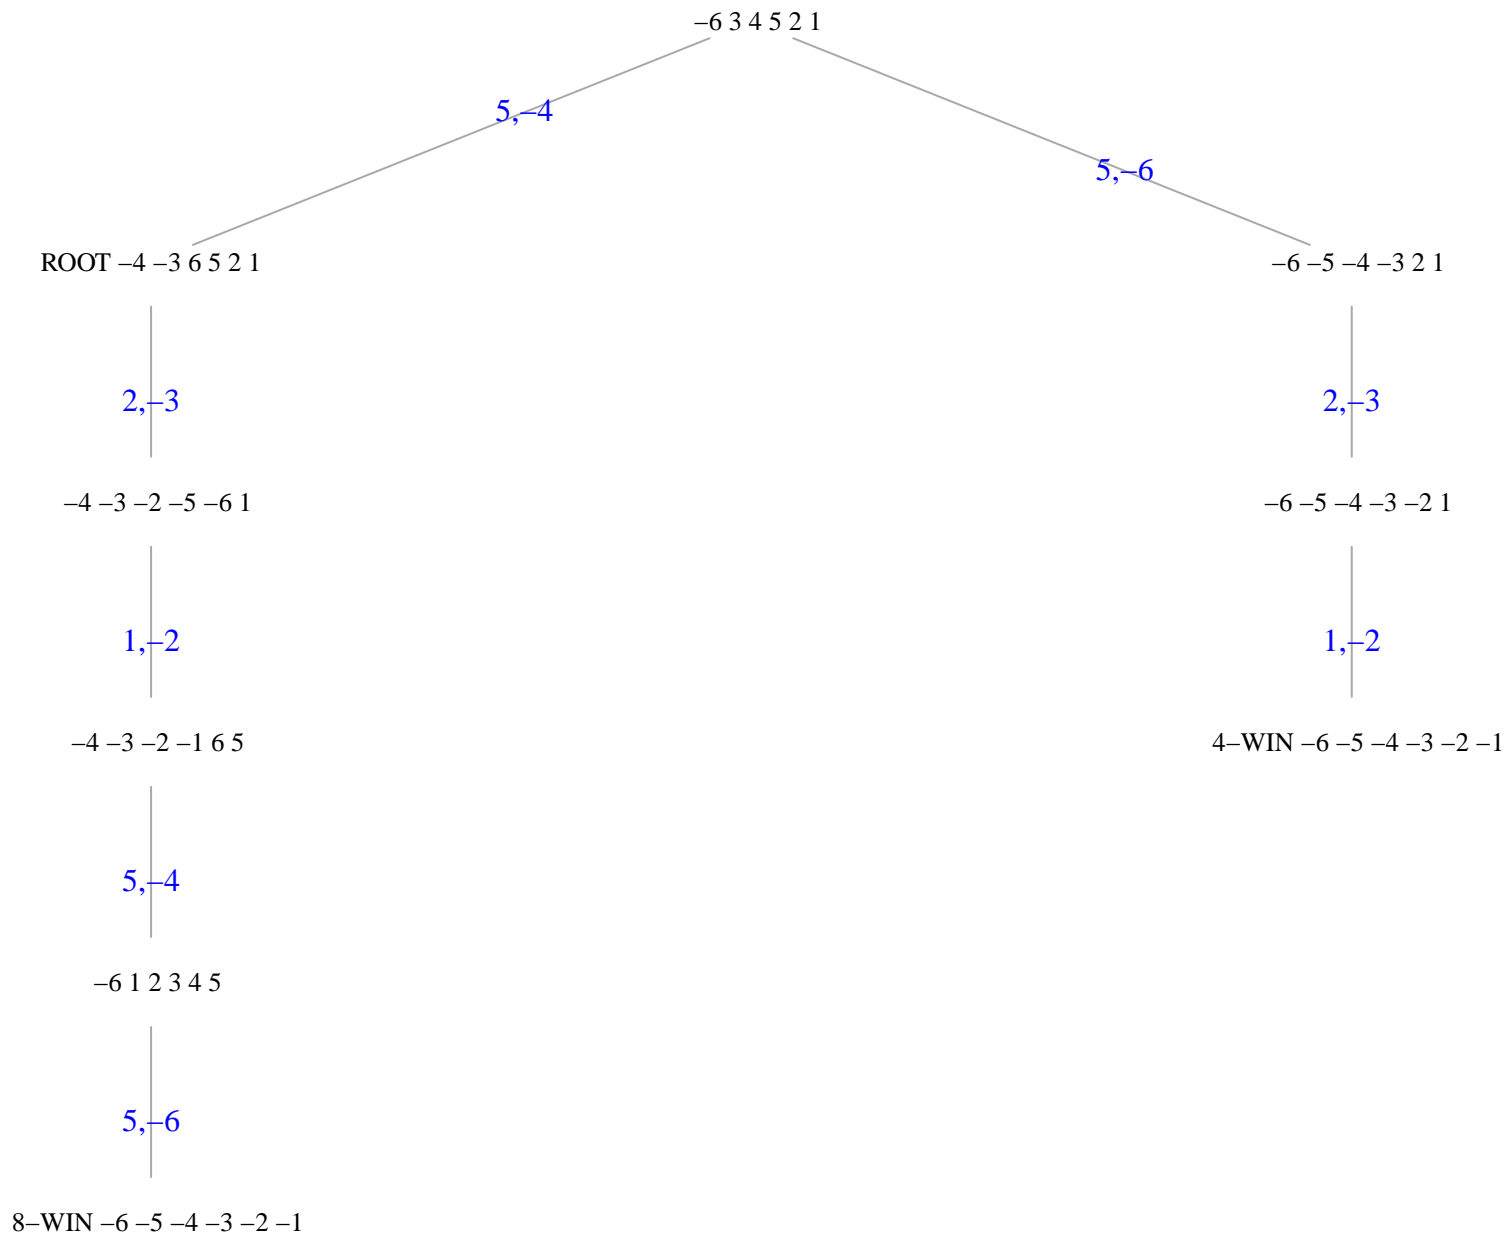 –6 3 4 5 2 1
5,–4
5,–6
ROOT –4 –3 6 5 2 1
–6 –5 –4 –3 2 1
2,–3
2,–3
–4 –3 –2 –5 –6 1
–6 –5 –4 –3 –2 1
1,–2
1,–2
–4 –3 –2 –1 6 5
4–WIN –6 –5 –4 –3 –2 –1
5,–4
–6 1 2 3 4 5
5,–6
8–WIN –6 –5 –4 –3 –2 –1